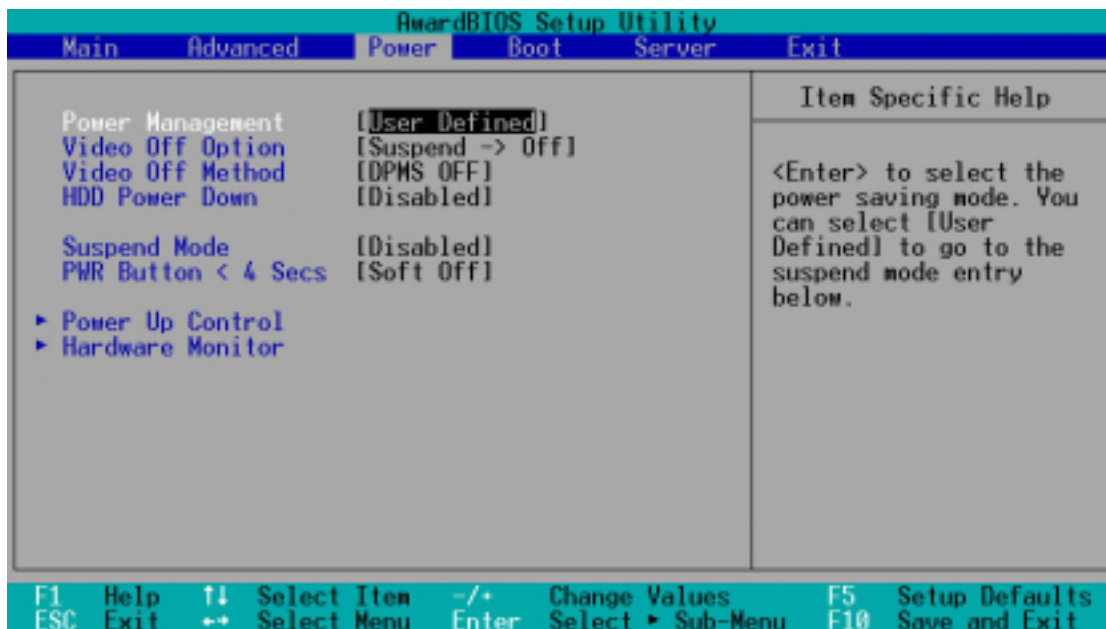 AwardBIOS Setup Utility
Main Advanced Power Boot Server Exit
Power Management [User Defined]
Video Off Option [Suspend -> Off]
Video Off Method [DPMS OFF]
HDD Power Down [Disabled]
Suspend Mode [Disabled]
PWR Button < 4 Secs [Soft Off]
► Power Up Control
► Hardware Monitor
Item Specific Help
<Enter> to select the
power saving mode. You
can select [User
Defined] to go to the
suspend mode entry
below.
F1 Help ↑↓ Select Item -/+ Change Values F5 Setup Defaults
ESC Exit ←→ Select Menu Enter Select ► Sub-Menu F10 Save and Exit